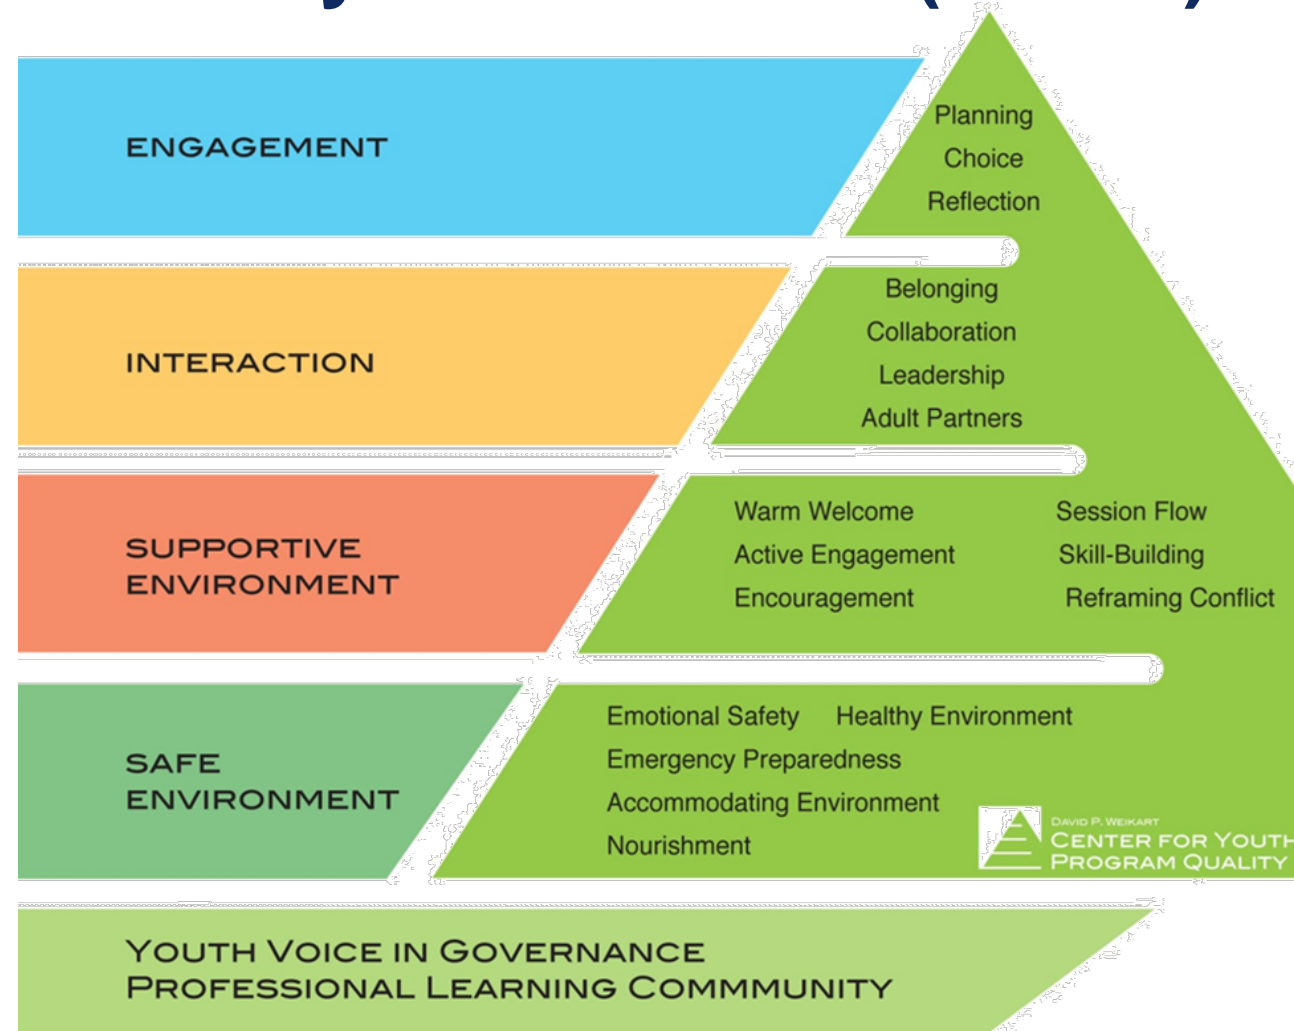 ENGAGEMENT
Planning
Choice
Reflection
INTERACTION
Belonging
Collaboration
Leadership
Adult Partners
SUPPORTIVE
ENVIRONMENT
Warm Welcome Session Flow
Active Engagement Skill-Building
Encouragement Reframing Conflict
SAFE
ENVIRONMENT
Emotional Safety Healthy Environment
Emergency Preparedness
Accommodating Environment
Nourishment
DAVID P. WEIKART
CENTER FOR YOUTH
PROGRAM QUALITY
YOUTH VOICE IN GOVERNANCE
PROFESSIONAL LEARNING COMMMUNITY